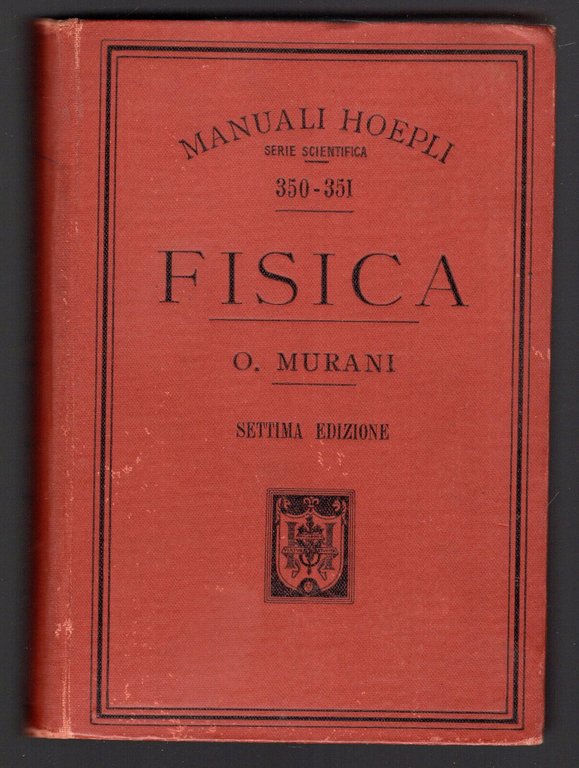 MANUALI HOEPLI
SERIE SCIENTIFICA
350-351
FISICA
O. MURANI
SETTIMA EDIZIONE